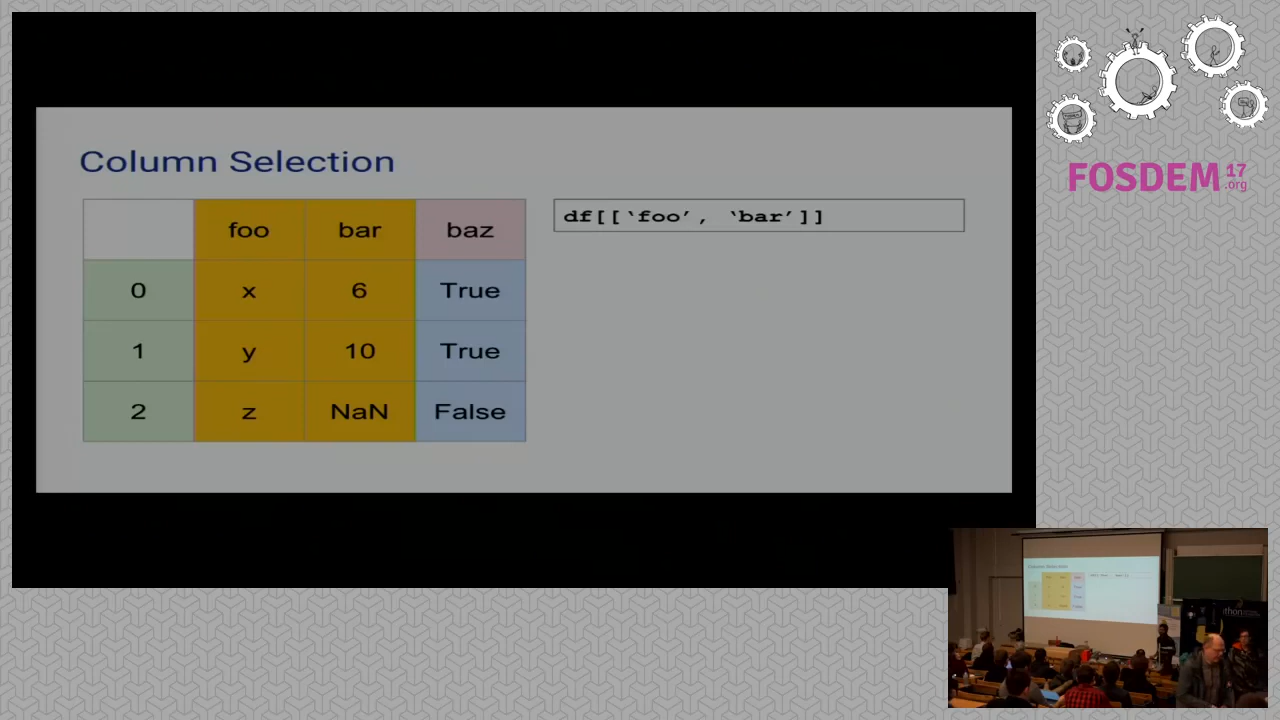 Column Selection
foo bar baz
0 x 6 True
1 y 10 True
2 z NaN False
df[[‘foo’, ‘bar’]]
FOSDEM 17
.org